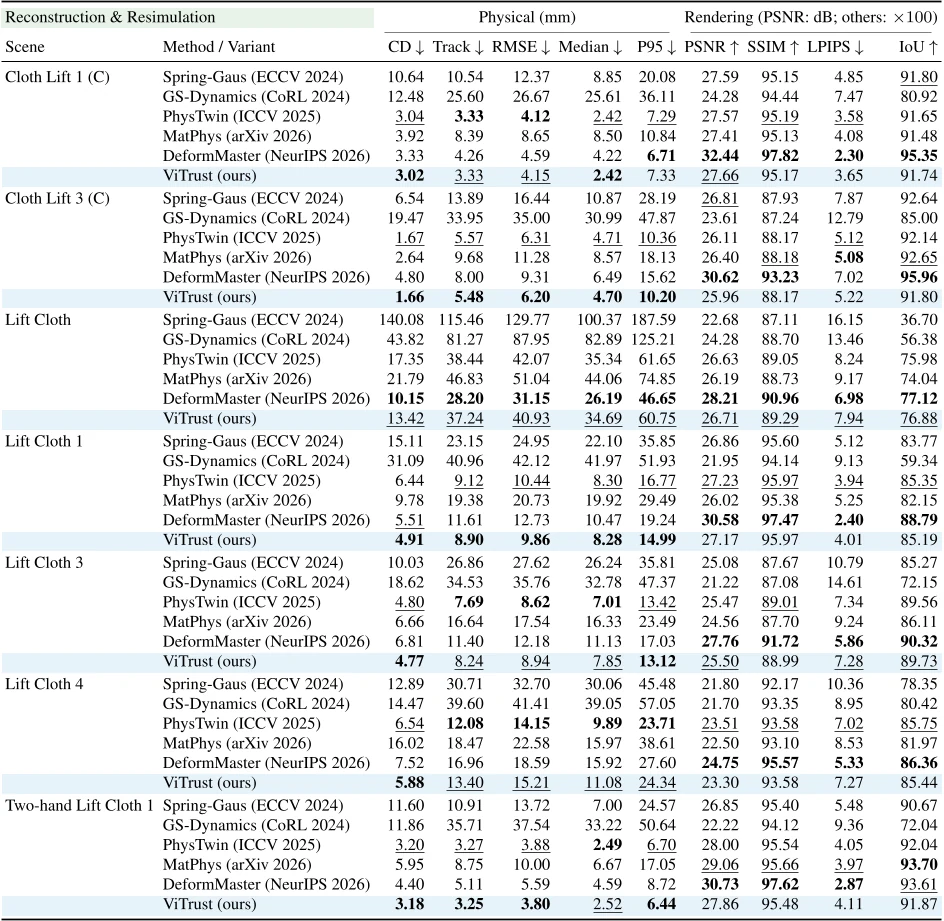 Reconstruction & Resimulation Physical (mm) Rendering (PSNR: dB; others: ×100)
Scene Method / Variant CD ↓ Track ↓ RMSE ↓ Median ↓ P95 ↓ PSNR ↑ SSIM ↑ LPIPS ↓ IoU ↑
Cloth Lift 1 (C) Spring-Gaus (ECCV 2024) 10.64 10.54 12.37 8.85 20.08 27.59 95.15 4.85 91.80
GS-Dynamics (CoRL 2024) 12.48 25.60 26.67 25.61 36.11 24.28 94.44 7.47 80.92
PhysTwin (ICCV 2025) 3.04 3.33 4.12 2.42 7.29 27.57 95.19 3.58 91.65
MatPhys (arXiv 2026) 3.92 8.39 8.65 8.50 10.84 27.41 95.13 4.08 91.48
DeformMaster (NeurIPS 2026) 3.33 4.26 4.59 4.22 6.71 32.44 97.82 2.30 95.35
ViTrust (ours) 3.02 3.33 4.15 2.42 7.33 27.66 95.17 3.65 91.74
Cloth Lift 3 (C) Spring-Gaus (ECCV 2024) 6.54 13.89 16.44 10.87 28.19 26.81 87.93 7.87 92.64
GS-Dynamics (CoRL 2024) 19.47 33.95 35.00 30.99 47.87 23.61 87.24 12.79 85.00
PhysTwin (ICCV 2025) 1.67 5.57 6.31 4.71 10.36 26.11 88.17 5.12 92.14
MatPhys (arXiv 2026) 2.64 9.68 11.28 8.57 18.13 26.40 88.18 5.08 92.65
DeformMaster (NeurIPS 2026) 4.80 8.00 9.31 6.49 15.62 30.62 93.23 7.02 95.96
ViTrust (ours) 1.66 5.48 6.20 4.70 10.20 25.96 88.17 5.22 91.80
Lift Cloth Spring-Gaus (ECCV 2024) 140.08 115.46 129.77 100.37 187.59 22.68 87.11 16.15 36.70
GS-Dynamics (CoRL 2024) 43.82 81.27 87.95 82.89 125.21 24.28 88.70 13.46 56.38
PhysTwin (ICCV 2025) 17.35 38.44 42.07 35.34 61.65 26.63 89.05 8.24 75.98
MatPhys (arXiv 2026) 21.79 46.83 51.04 44.06 74.85 26.19 88.73 9.17 74.04
DeformMaster (NeurIPS 2026) 10.15 28.20 31.15 26.19 46.65 28.21 90.96 6.98 77.12
ViTrust (ours) 13.42 37.24 40.93 34.69 60.75 26.71 89.29 7.94 76.88
Lift Cloth 1 Spring-Gaus (ECCV 2024) 15.11 23.15 24.95 22.10 35.85 26.86 95.60 5.12 83.77
GS-Dynamics (CoRL 2024) 31.09 40.96 42.12 41.97 51.93 21.95 94.14 9.13 59.34
PhysTwin (ICCV 2025) 6.44 9.12 10.44 8.30 16.77 27.23 95.97 3.94 85.35
MatPhys (arXiv 2026) 9.78 19.38 20.73 19.92 29.49 26.02 95.38 5.25 82.15
DeformMaster (NeurIPS 2026) 5.51 11.61 12.73 10.47 19.24 30.58 97.47 2.40 88.79
ViTrust (ours) 4.91 8.90 9.86 8.28 14.99 27.17 95.97 4.01 85.19
Lift Cloth 3 Spring-Gaus (ECCV 2024) 10.03 26.86 27.62 26.24 35.81 25.08 87.67 10.79 85.27
GS-Dynamics (CoRL 2024) 18.62 34.53 35.76 32.78 47.37 21.22 87.08 14.61 72.15
PhysTwin (ICCV 2025) 4.80 7.69 8.62 7.01 13.42 25.47 89.01 7.34 89.56
MatPhys (arXiv 2026) 6.66 16.64 17.54 16.33 23.49 24.56 87.70 9.24 86.11
DeformMaster (NeurIPS 2026) 6.81 11.40 12.18 11.13 17.03 27.76 91.72 5.86 90.32
ViTrust (ours) 4.77 8.24 8.94 7.85 13.12 25.50 88.99 7.28 89.73
Lift Cloth 4 Spring-Gaus (ECCV 2024) 12.89 30.71 32.70 30.06 45.48 21.80 92.17 10.36 78.35
GS-Dynamics (CoRL 2024) 14.47 39.60 41.41 39.05 57.05 21.70 93.35 8.95 80.42
PhysTwin (ICCV 2025) 6.54 12.08 14.15 9.89 23.71 23.51 93.58 7.02 85.75
MatPhys (arXiv 2026) 16.02 18.47 22.58 15.97 38.61 22.50 93.10 8.53 81.97
DeformMaster (NeurIPS 2026) 7.52 16.96 18.59 15.92 27.60 24.75 95.57 5.33 86.36
ViTrust (ours) 5.88 13.40 15.21 11.08 24.34 23.30 93.58 7.27 85.44
Two-hand Lift Cloth 1 Spring-Gaus (ECCV 2024) 11.60 10.91 13.72 7.00 24.57 26.85 95.40 5.48 90.67
GS-Dynamics (CoRL 2024) 11.86 35.71 37.54 33.22 50.64 22.22 94.12 9.36 72.04
PhysTwin (ICCV 2025) 3.20 3.27 3.88 2.49 6.70 28.00 95.54 4.05 92.04
MatPhys (arXiv 2026) 5.95 8.75 10.00 6.67 17.05 29.06 95.66 3.97 93.70
DeformMaster (NeurIPS 2026) 4.40 5.11 5.59 4.59 8.72 30.73 97.62 2.87 93.61
ViTrust (ours) 3.18 3.25 3.80 2.52 6.44 27.86 95.48 4.11 91.87